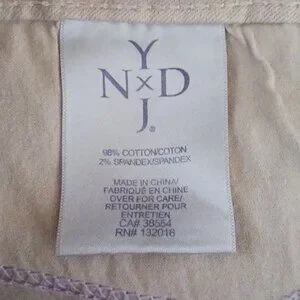 Y
N×D
J®
98% COTTON/COTON
2% SPANDEX/SPANDEX
MADE IN CHINA/
FABRIQUÉ EN CHINE
OVER FOR CARE/
RETOURNER POUR
ENTRETIEN
CA# 36554
RN# 132018